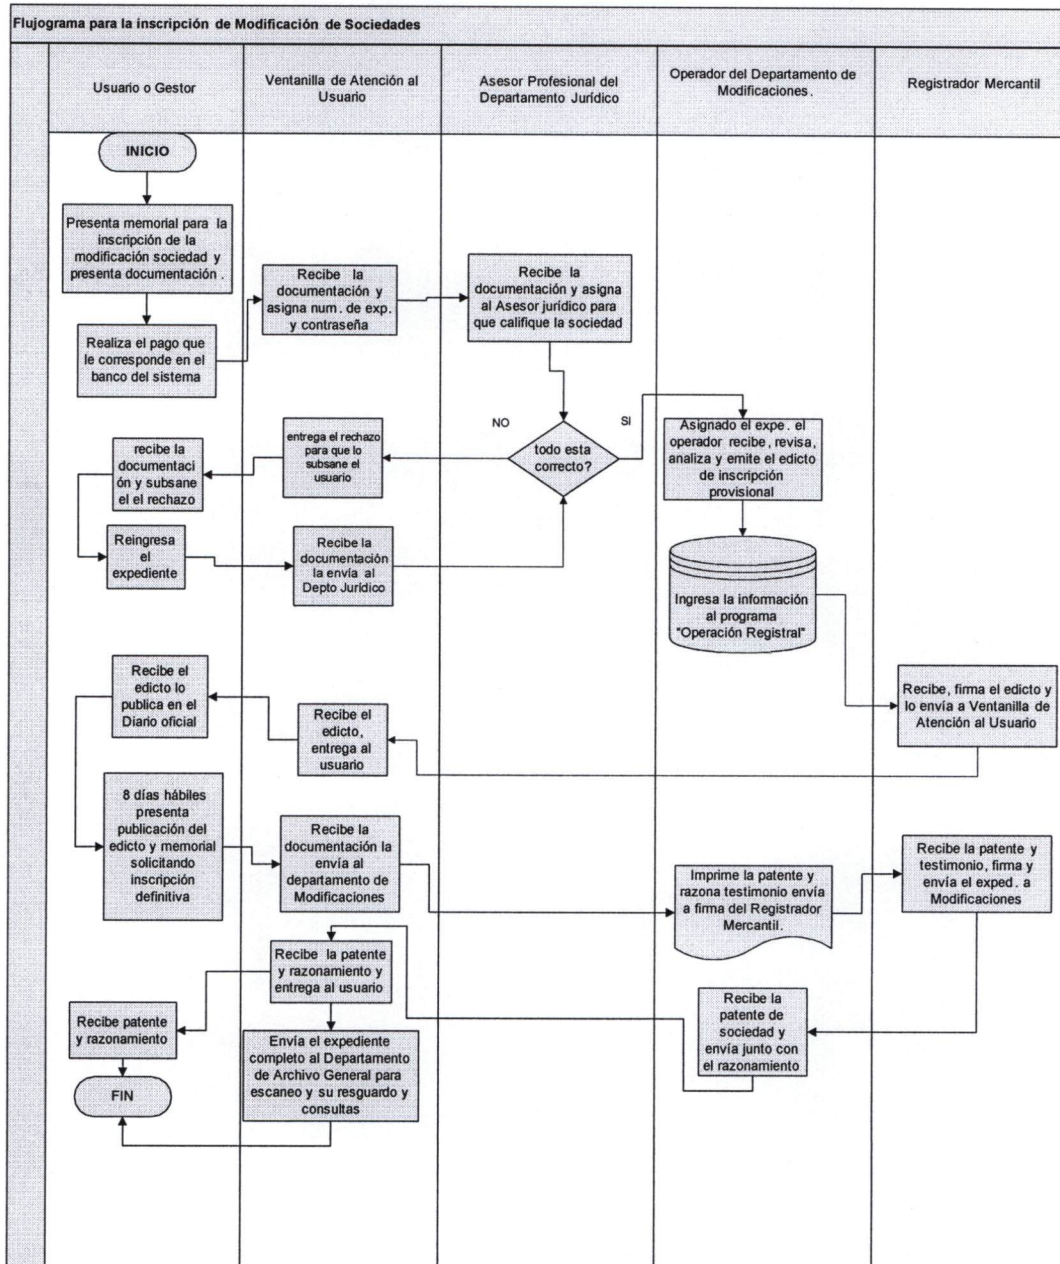 Flujograma para la inscripción de Modificación de Sociedades
Usuario o Gestor
Ventanilla de Atención al
Usuario
Asesor Profesional del
Departamento Jurídico
Operador del Departamento de
Modificaciones.
Registrador Mercantil
INICIO
Presenta memorial para la
inscripción de la
modificación sociedad y
presenta documentación .
Realiza el pago que
le corresponde en el
banco del sistema
Recibe la
documentación y
asigna num. de exp.
y contraseña
Recibe la
documentación y asigna
al Asesor jurídico para
que califique la sociedad
todo esta
correcto?
NO
SI
entrega el rechazo
para que lo
subsane el
usuario
recibe la
documentaci
ón y subsane
el el rechazo
Reingresa
el
expediente
Recibe la
documentación
la envía al
Depto Jurídico
Asignado el expe. el
operador recibe, revisa,
analiza y emite el edicto
de inscripción
provisional
Ingresa la información
al programa
"Operación Registral"
Recibe, firma el edicto y
lo envía a Ventanilla de
Atención al Usuario
Recibe el
edicto,
entrega al
usuario
Recibe el
edicto lo
publica en el
Diario oficial
8 días hábiles
presenta
publicación del
edicto y memorial
solicitando
inscripción
definitiva
Recibe la
documentación la
envía al
departamento de
Modificaciones
Imprime la patente y
razona testimonio envía
a firma del Registrador
Mercantil.
Recibe la patente y
testimonio, firma y
envía el exped. a
Modificaciones
Recibe la
patente de
sociedad y
envía junto con
el razonamiento
Recibe la patente
y razonamiento y
entrega al usuario
Recibe patente
y razonamiento
Envía el expediente
completo al Departamento
de Archivo General para
escaneo y su resguardo y
consultas
FIN